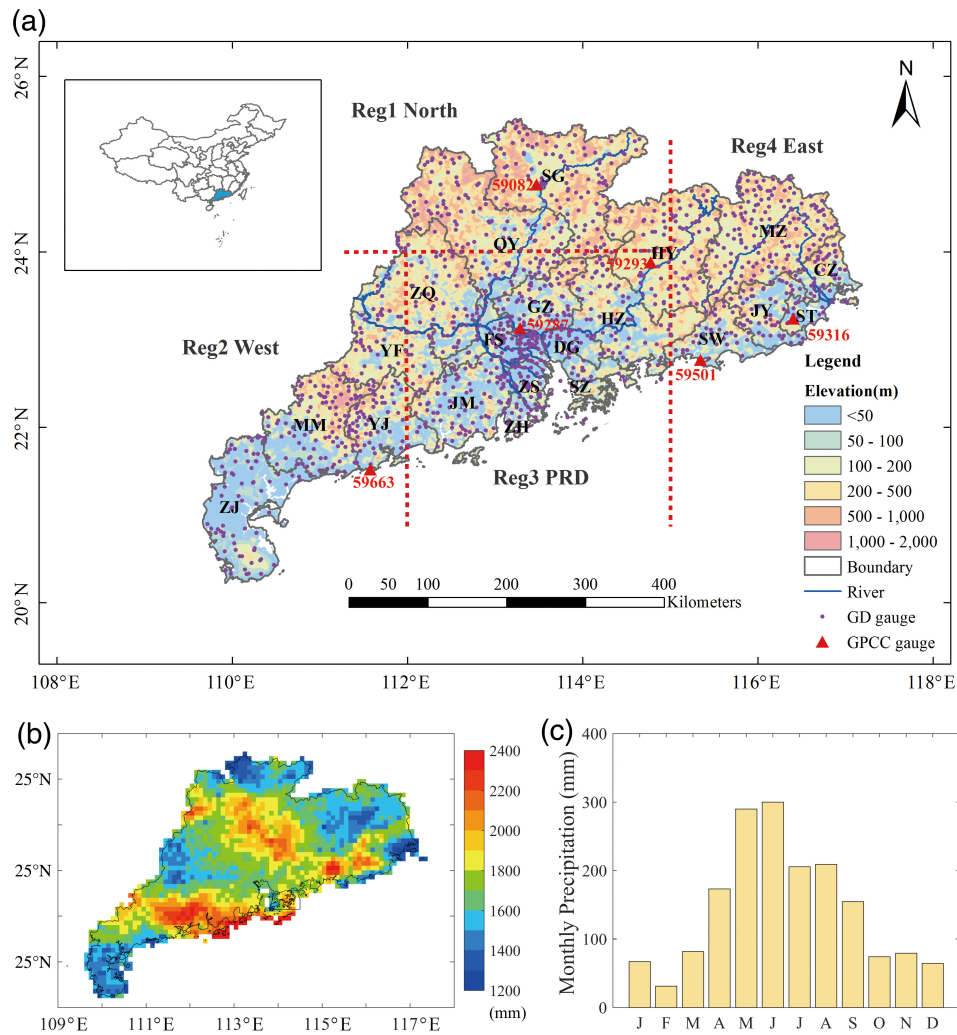 (a)
26°N
24°N
22°N
20°N
108°E
110°E
112°E
114°E
116°E
118°E
N
Reg1 North
Reg4 East
Reg2 West
Reg3 PRD
59082
SG
QY
59293
HY
MZ
CZ
ZQ
GZ
59287
HZ
JY
ST
59316
FS
DG
SW
59501
YF
ZS
SZ
JM
ZH
MM
YJ
59663
ZJ
Legend
Elevation(m)
<50
50 - 100
100 - 200
200 - 500
500 - 1,000
1,000 - 2,000
Boundary
River
GD gauge
GPCC gauge
0 50 100 200 300 400
Kilometers
(b)
25°N
25°N
25°N
109°E
111°E
113°E
115°E
117°E
2400
2200
2000
1800
1600
1400
1200
(mm)
(c)
Monthly Precipitation (mm)
400
300
200
100
0
J F M A M J J A S O N D